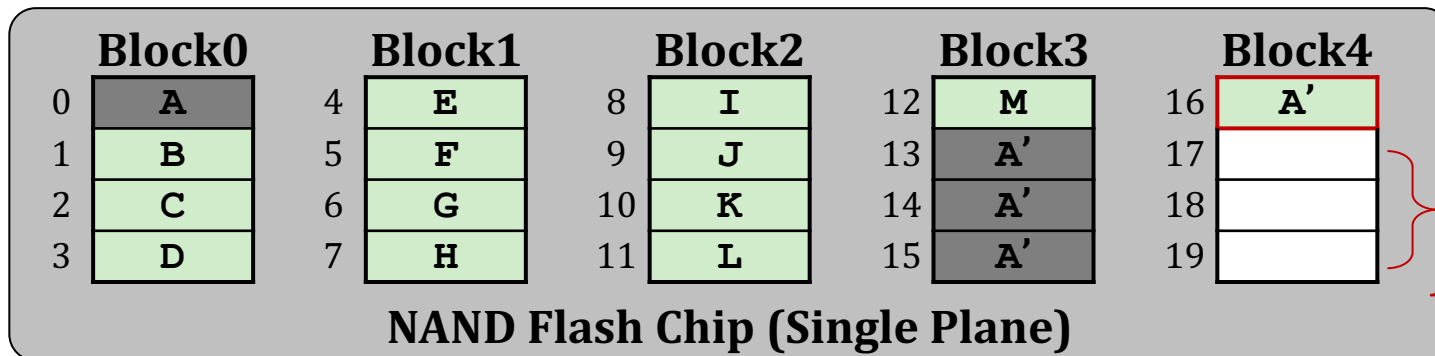 Block0 Block1 Block2 Block3 Block4
0 A 4 E 8 I 12 M 16 A’
1 B 5 F 9 J 13 A’ 17
2 C 6 G 10 K 14 A’ 18
3 D 7 H 11 L 15 A’ 19
NAND Flash Chip (Single Plane)